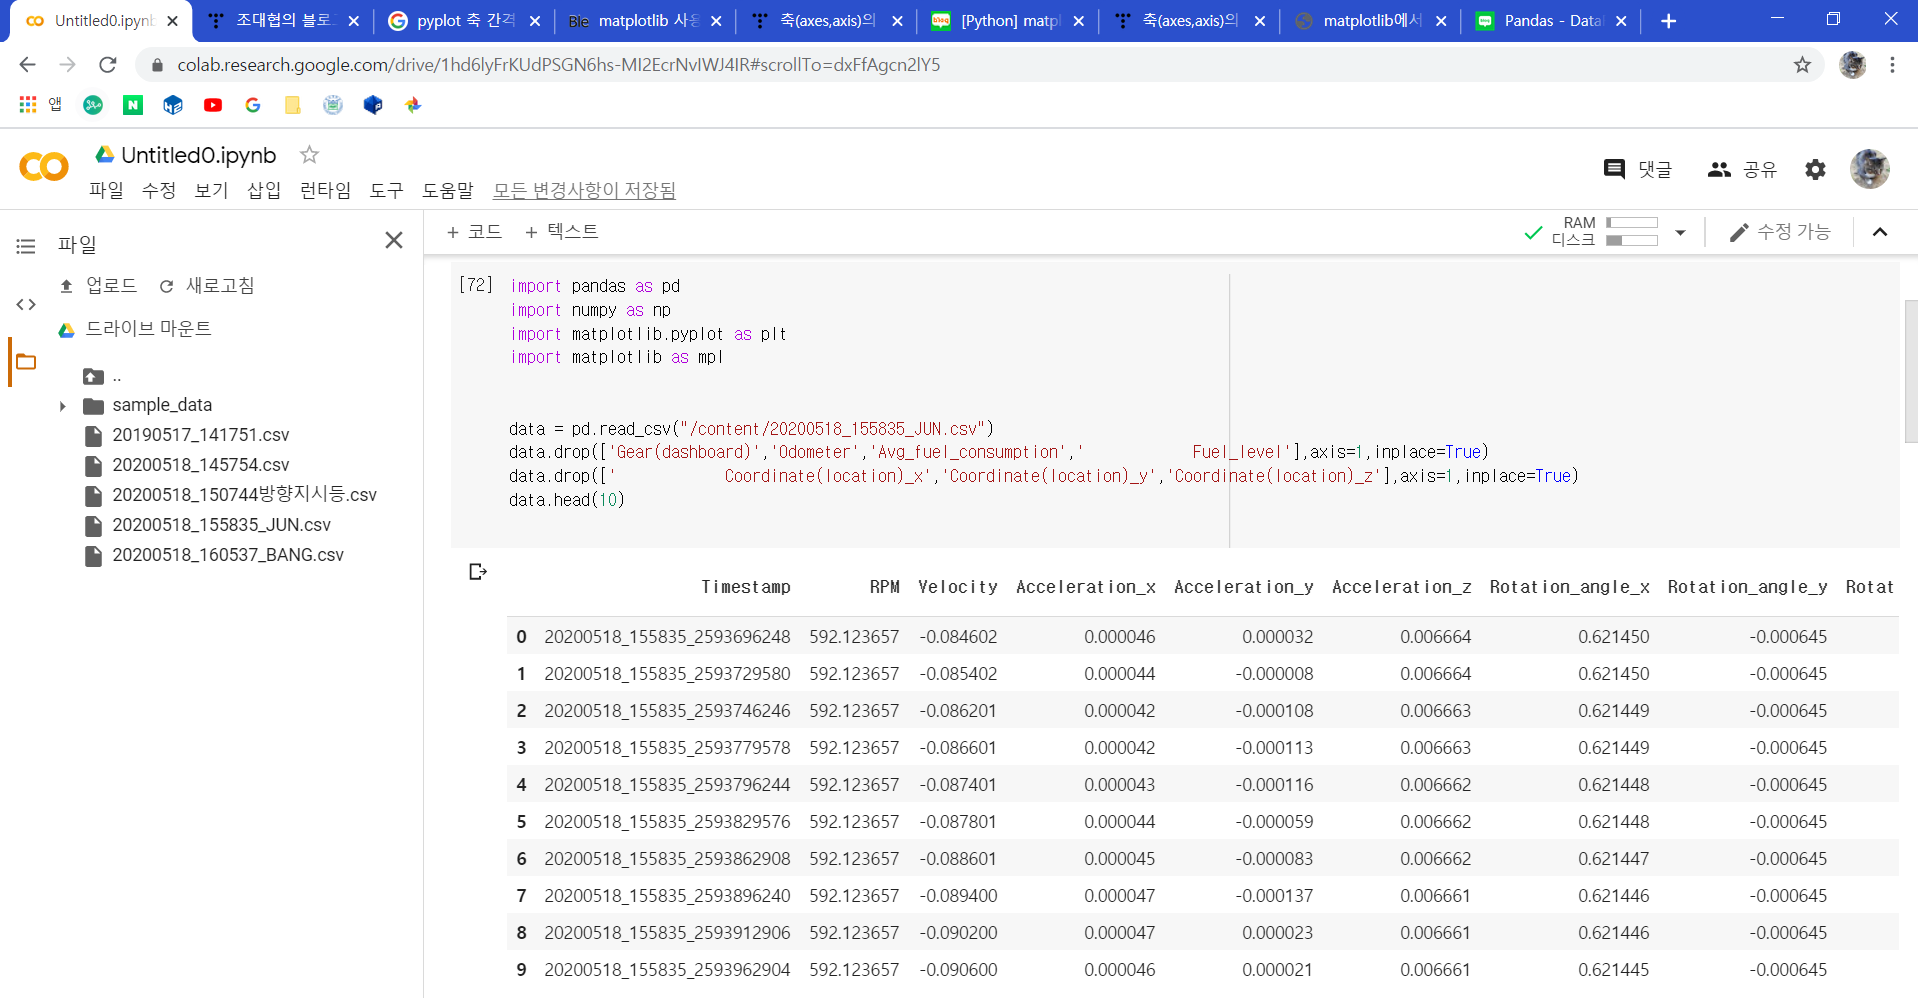 Untitled0.ipynb
조대협의 블로그
pyplot 축 간격
Ble matplotlib 사용
축(axes,axis)의
blog [Python] matpl
축(axes,axis)의
matplotlib에서
Pandas - Data
colab.research.google.com/drive/1hd6lyFrKUdPSGN6hs-MI2EcrNvIWJ4IR#scrollTo=dxFfAgcn2lY5
앱
Untitled0.ipynb
댓글 공유
파일 수정 보기 삽입 런타임 도구 도움말 모든 변경사항이 저장됨
파일
+ 코드 + 텍스트
RAM
디스크
수정 가능
업로드 새로고침
드라이브 마운트
..
sample_data
20190517_141751.csv
20200518_145754.csv
20200518_150744방향지시등.csv
20200518_155835_JUN.csv
20200518_160537_BANG.csv
[72] import pandas as pd
import numpy as np
import matplotlib.pyplot as plt
import matplotlib as mpl
data = pd.read_csv("/content/20200518_155835_JUN.csv")
data.drop(['Gear(dashboard)','Odometer','Avg_fuel_consumption','          Fuel_level'],axis=1,inplace=True)
data.drop(['          Coordinate(location)_x','Coordinate(location)_y','Coordinate(location)_z'],axis=1,inplace=True)
data.head(10)
Timestamp RPM Velocity Acceleration_x Acceleration_y Acceleration_z Rotation_angle_x Rotation_angle_y Rotat
0 20200518_155835_2593696248 592.123657 -0.084602 0.000046 0.000032 0.006664 0.621450 -0.000645
1 20200518_155835_2593729580 592.123657 -0.085402 0.000044 -0.000008 0.006664 0.621450 -0.000645
2 20200518_155835_2593746246 592.123657 -0.086201 0.000042 -0.000108 0.006663 0.621449 -0.000645
3 20200518_155835_2593779578 592.123657 -0.086601 0.000042 -0.000113 0.006663 0.621449 -0.000645
4 20200518_155835_2593796244 592.123657 -0.087401 0.000043 -0.000116 0.006662 0.621448 -0.000645
5 20200518_155835_2593829576 592.123657 -0.087801 0.000044 -0.000059 0.006662 0.621448 -0.000645
6 20200518_155835_2593862908 592.123657 -0.088601 0.000045 -0.000083 0.006662 0.621447 -0.000645
7 20200518_155835_2593896240 592.123657 -0.089400 0.000047 -0.000137 0.006661 0.621446 -0.000645
8 20200518_155835_2593912906 592.123657 -0.090200 0.000047 0.000023 0.006661 0.621446 -0.000645
9 20200518_155835_2593962904 592.123657 -0.090600 0.000046 0.000021 0.006661 0.621445 -0.000645